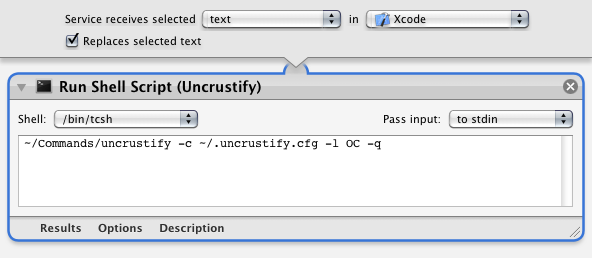 Service receives selected text in Xcode
Replaces selected text
Run Shell Script (Uncrustify)
Shell: /bin/tcsh Pass input: to stdin
~/Commands/uncrustify -c ~/.uncrustify.cfg -l OC -q
Results Options Description